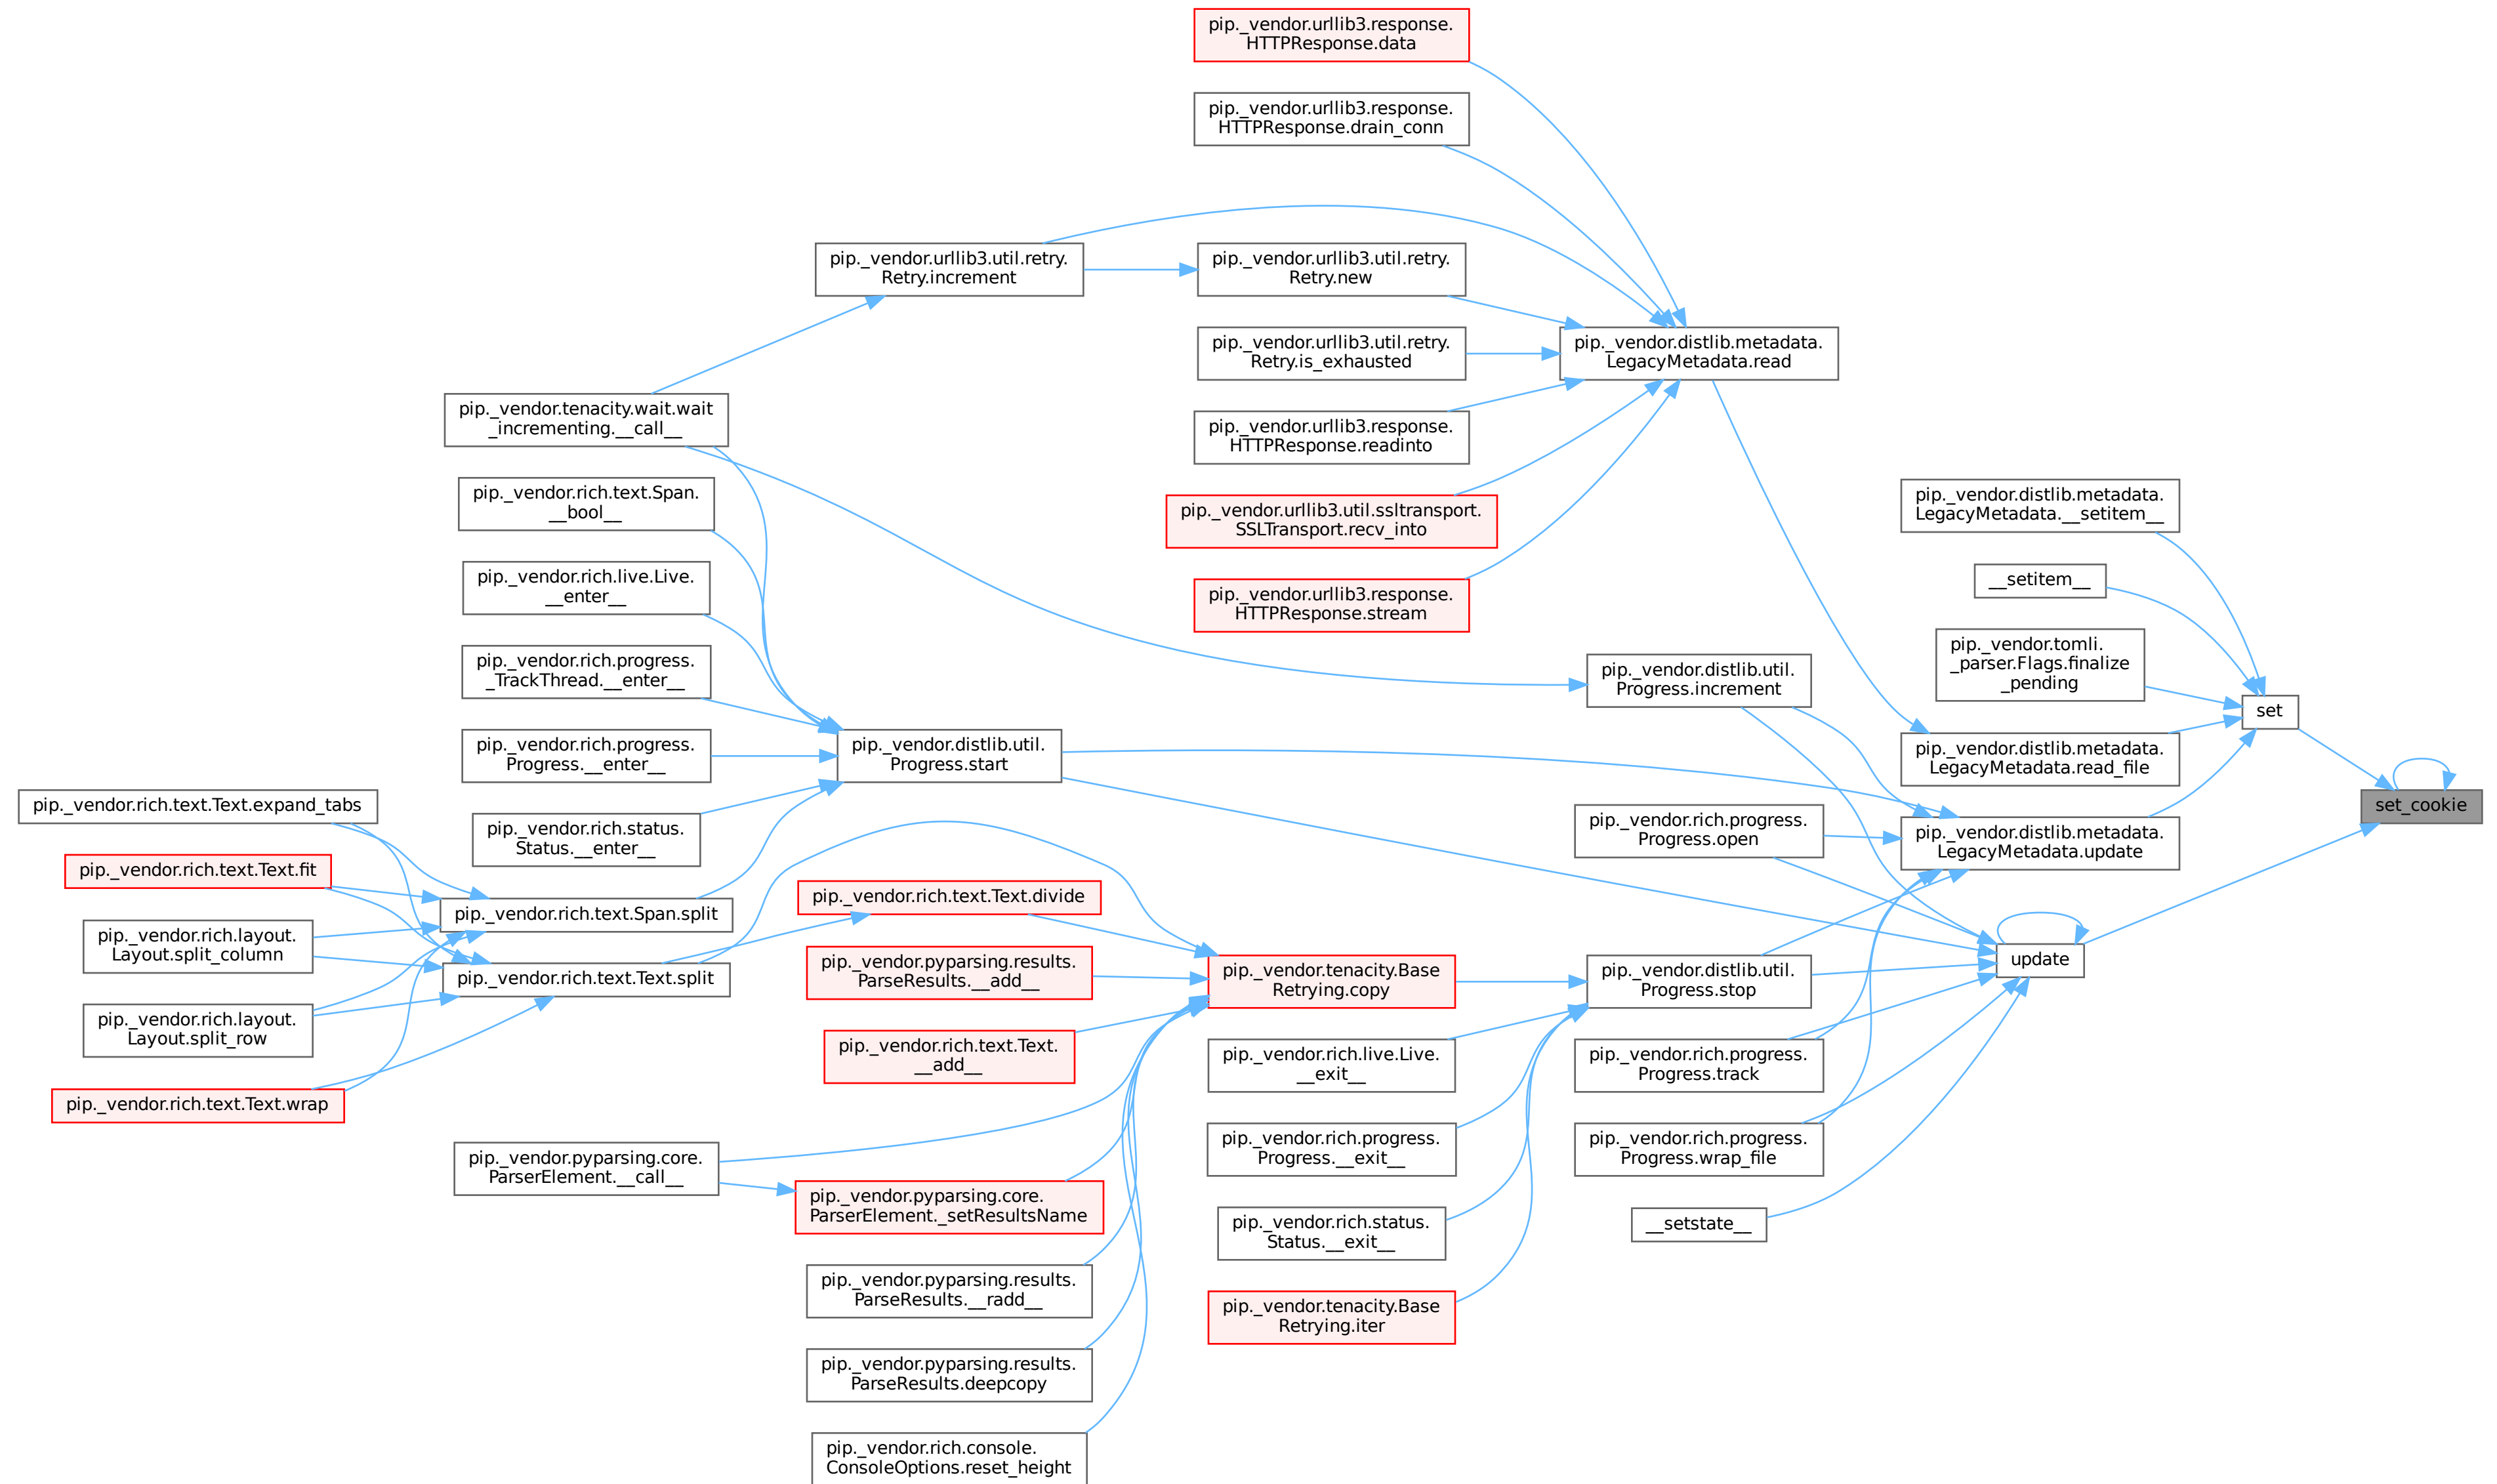 pip._vendor.urllib3.response.
HTTPResponse.data
pip._vendor.urllib3.response.
HTTPResponse.drain_conn
pip._vendor.urllib3.util.retry.
Retry.increment
pip._vendor.urllib3.util.retry.
Retry.new
pip._vendor.urllib3.util.retry.
Retry.is_exhausted
pip._vendor.distlib.metadata.
LegacyMetadata.read
pip._vendor.tenacity.wait.wait
_incrementing.__call__
pip._vendor.urllib3.response.
HTTPResponse.readinto
pip._vendor.rich.text.Span.
__bool__
pip._vendor.urllib3.util.ssltransport.
SSLTransport.recv_into
pip._vendor.distlib.metadata.
LegacyMetadata.__setitem__
pip._vendor.rich.live.Live.
__enter__
pip._vendor.urllib3.response.
HTTPResponse.stream
__setitem__
pip._vendor.rich.progress.
_TrackThread.__enter__
pip._vendor.distlib.util.
Progress.increment
pip._vendor.tomli.
_parser.Flags.finalize
_pending
set
pip._vendor.rich.progress.
Progress.__enter__
pip._vendor.distlib.util.
Progress.start
pip._vendor.distlib.metadata.
LegacyMetadata.read_file
set_cookie
pip._vendor.rich.text.Text.expand_tabs
pip._vendor.rich.status.
Status.__enter__
pip._vendor.rich.progress.
Progress.open
pip._vendor.distlib.metadata.
LegacyMetadata.update
pip._vendor.rich.text.Text.fit
pip._vendor.rich.text.Span.split
pip._vendor.rich.text.Text.divide
pip._vendor.rich.layout.
Layout.split_column
pip._vendor.rich.text.Text.split
pip._vendor.pyparsing.results.
ParseResults.__add__
pip._vendor.tenacity.Base
Retrying.copy
pip._vendor.distlib.util.
Progress.stop
update
pip._vendor.rich.layout.
Layout.split_row
pip._vendor.rich.text.Text.
__add__
pip._vendor.rich.live.Live.
__exit__
pip._vendor.rich.progress.
Progress.track
pip._vendor.rich.text.Text.wrap
pip._vendor.pyparsing.core.
ParserElement.__call__
pip._vendor.rich.progress.
Progress.__exit__
pip._vendor.rich.progress.
Progress.wrap_file
pip._vendor.pyparsing.core.
ParserElement._setResultsName
pip._vendor.rich.status.
Status.__exit__
__setstate__
pip._vendor.pyparsing.results.
ParseResults.__radd__
pip._vendor.tenacity.Base
Retrying.iter
pip._vendor.pyparsing.results.
ParseResults.deepcopy
pip._vendor.rich.console.
ConsoleOptions.reset_height